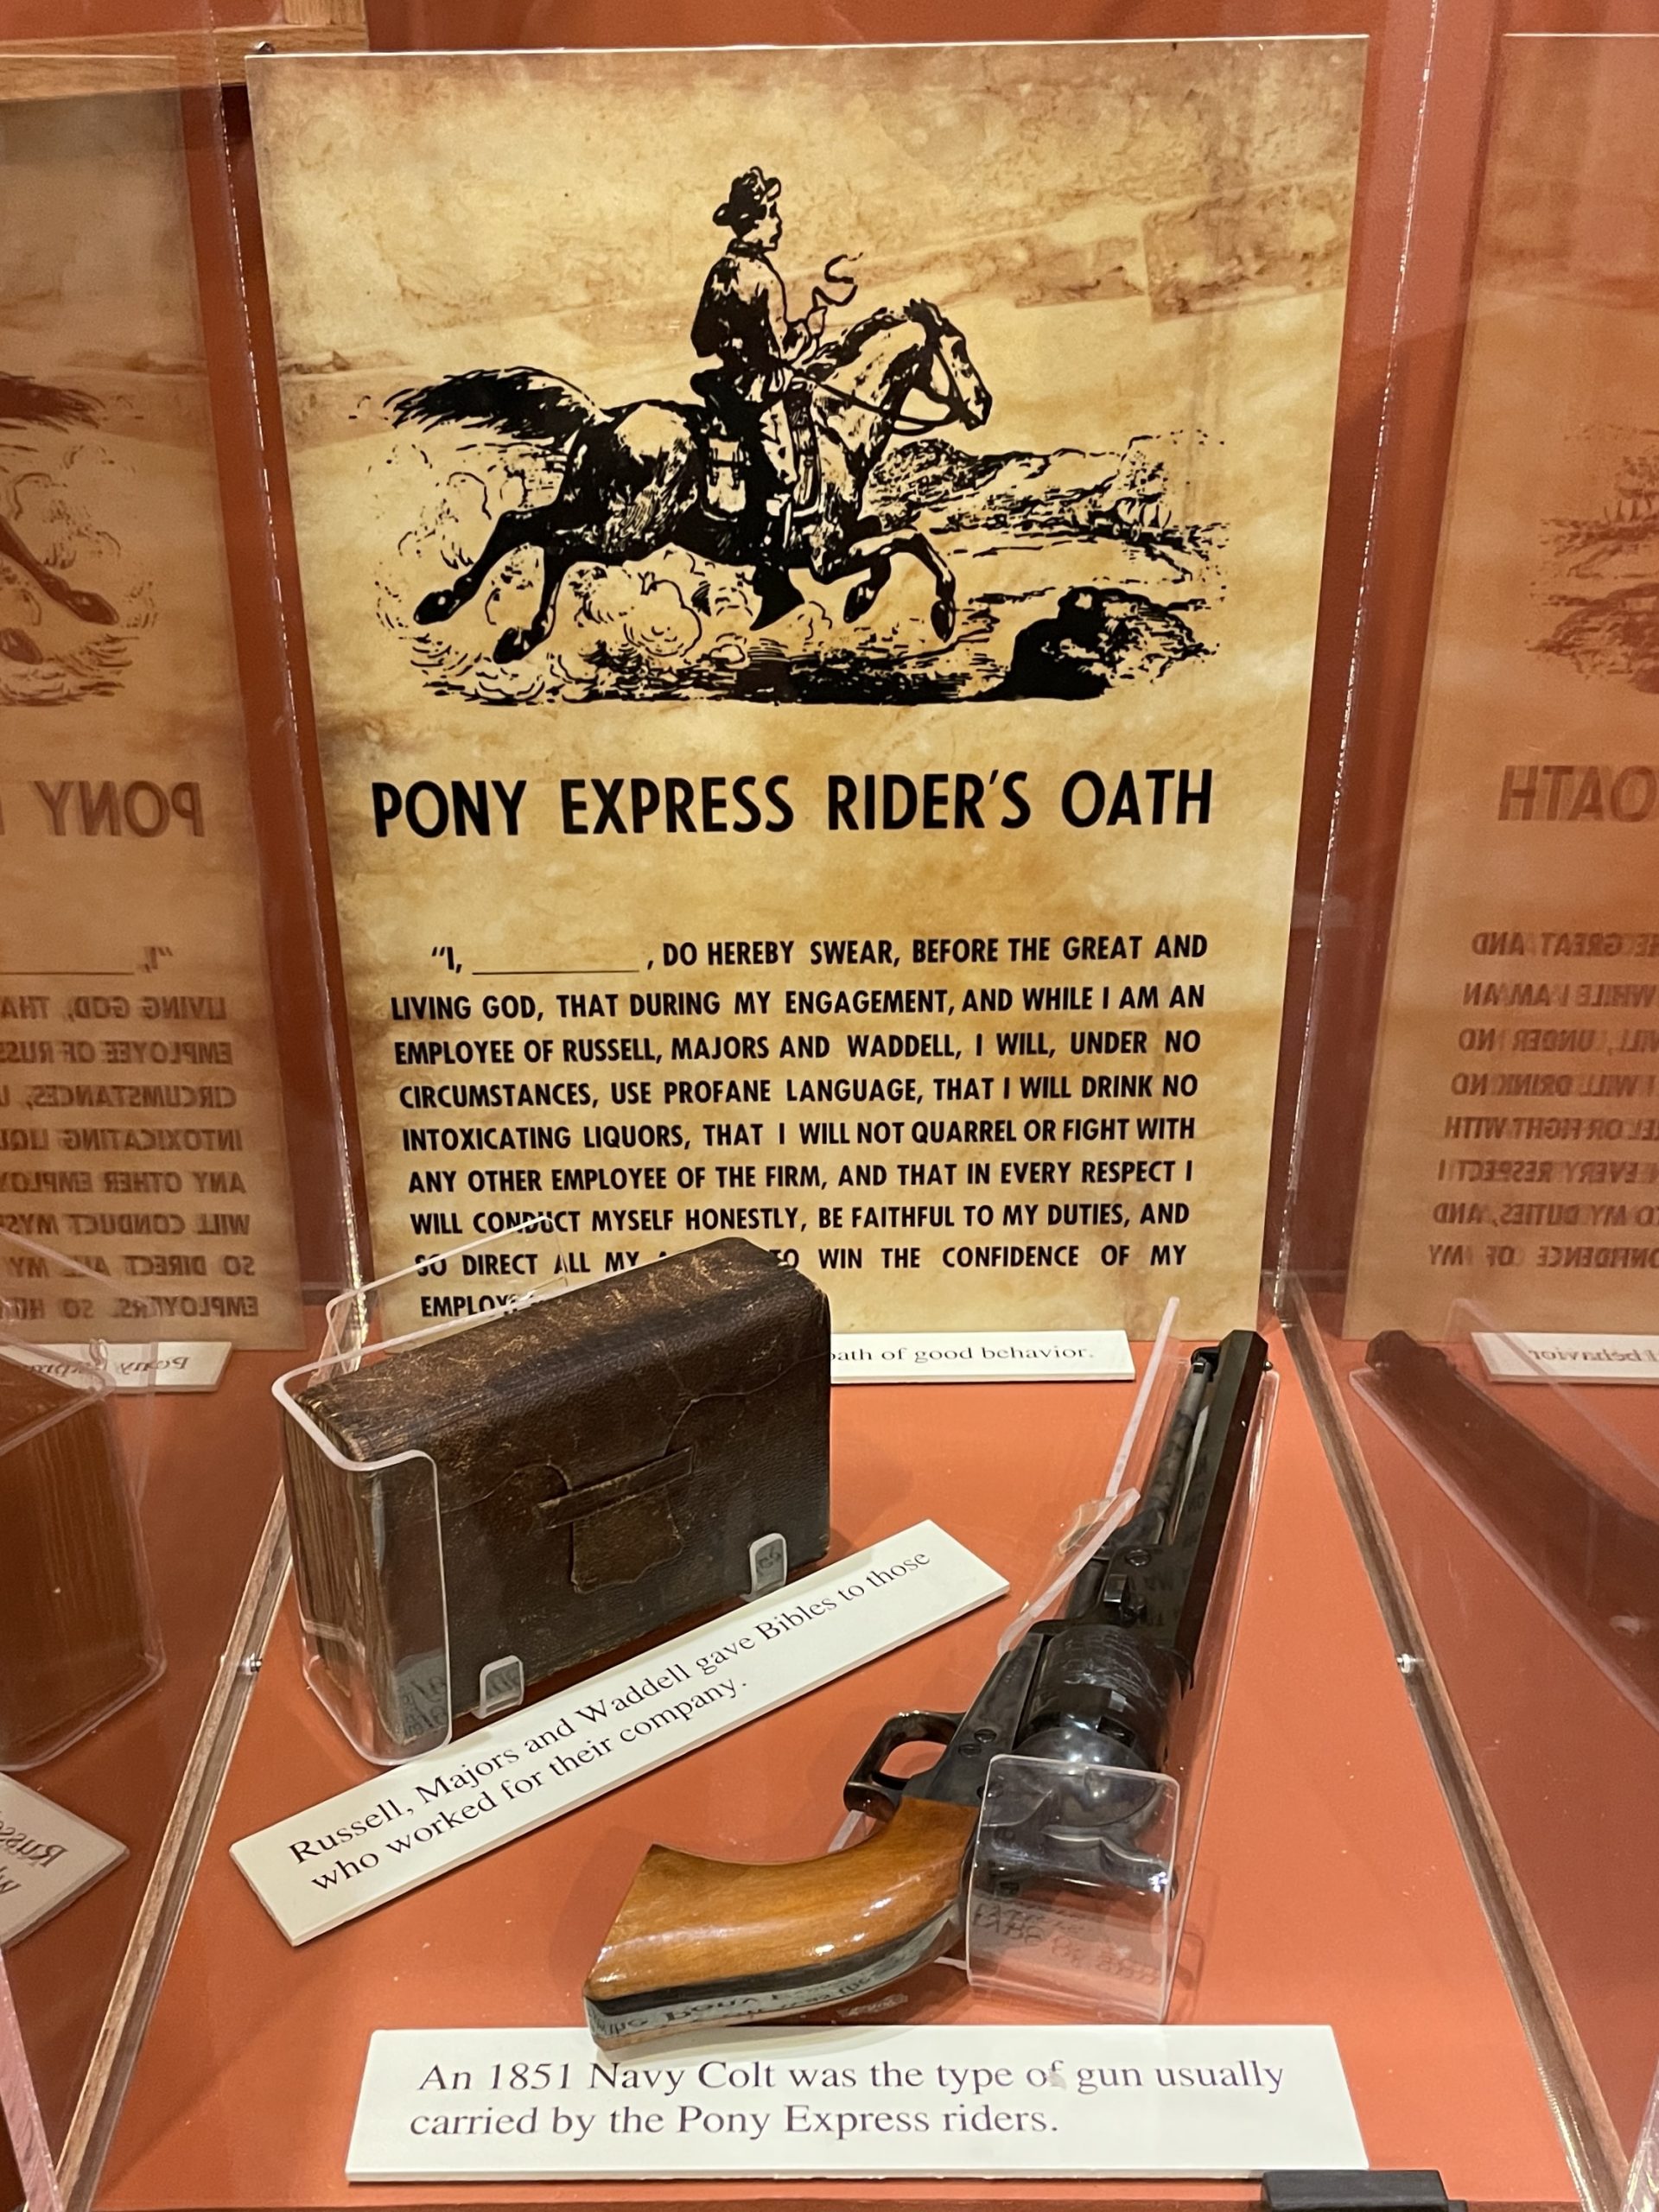 PONY EXPRESS RIDER'S OATH
"I, __________, DO HEREBY SWEAR, BEFORE THE GREAT AND
LIVING GOD, THAT DURING MY ENGAGEMENT, AND WHILE I AM AN
EMPLOYEE OF RUSSELL, MAJORS AND WADDELL, I WILL, UNDER NO
CIRCUMSTANCES, USE PROFANE LANGUAGE, THAT I WILL DRINK NO
INTOXICATING LIQUORS, THAT I WILL NOT QUARREL OR FIGHT WITH
ANY OTHER EMPLOYEE OF THE FIRM, AND THAT IN EVERY RESPECT I
WILL CONDUCT MYSELF HONESTLY, BE FAITHFUL TO MY DUTIES, AND
SO DIRECT ALL MY TO WIN THE CONFIDENCE OF MY
oath of good behavior.
Russell, Majors and Waddell gave Bibles to those
who worked for their company.
An 1851 Navy Colt was the type of gun usually
carried by the Pony Express riders.